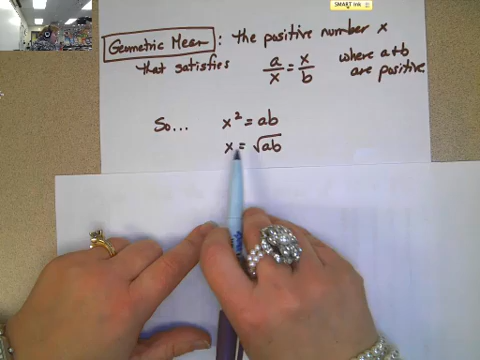 SMART Ink
Geometric Mean : the positive number x
that satisfies a/x = x/b where a+b
are positive
So... x² = ab
x = √ab